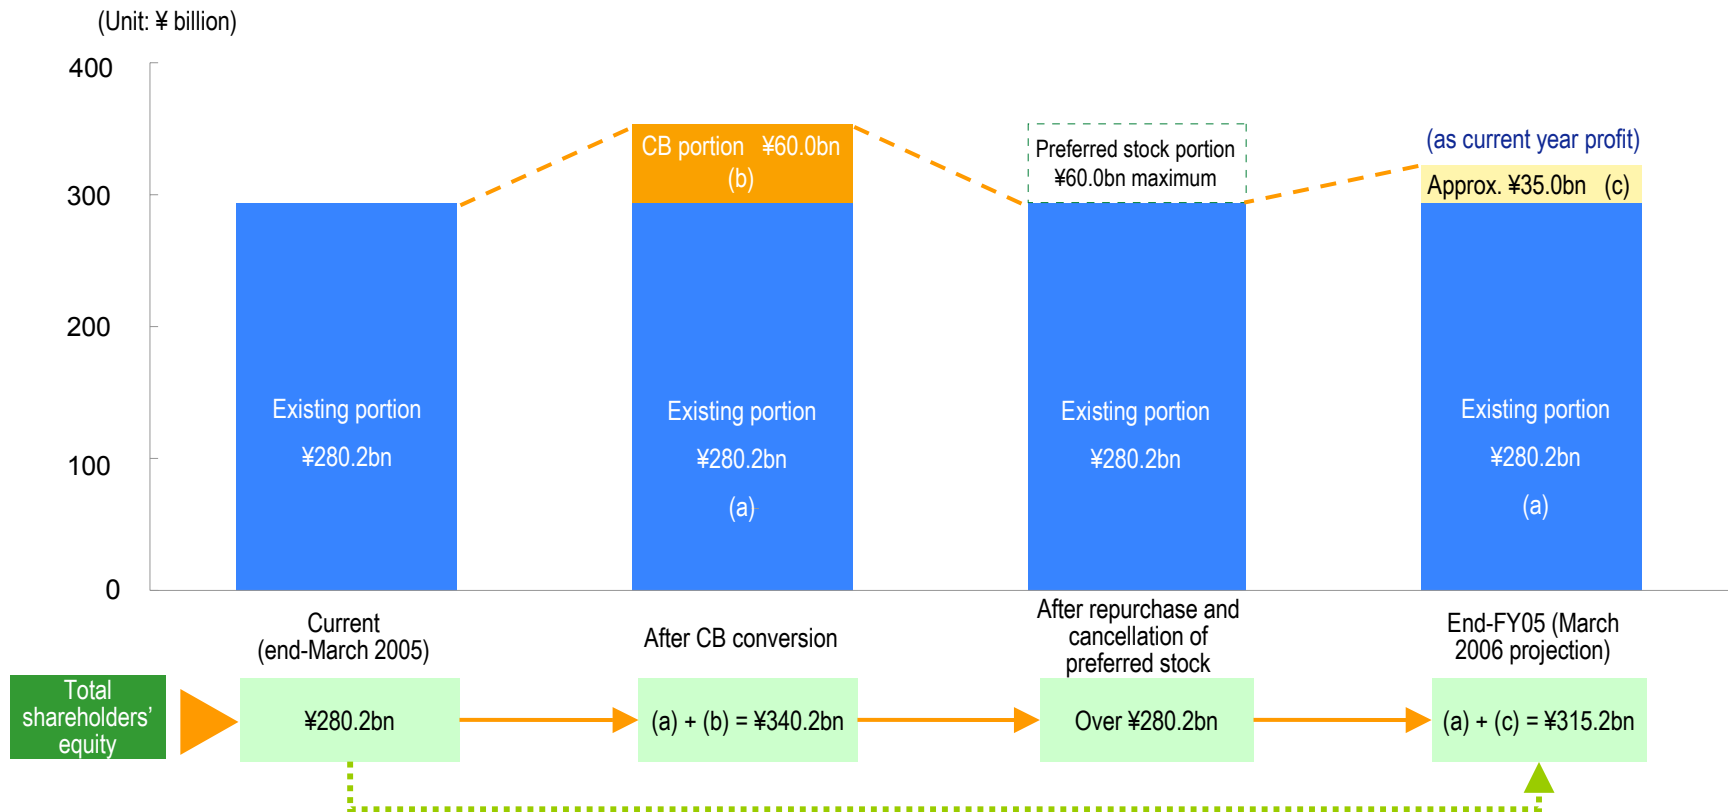 (Unit: ¥ billion)
400
300
200
100
0
CB portion ¥60.0bn
(b)
Preferred stock portion
¥60.0bn maximum
(as current year profit)
Approx. ¥35.0bn (c)
Existing portion
¥280.2bn
Existing portion
¥280.2bn
(a)
Existing portion
¥280.2bn
Existing portion
¥280.2bn
(a)
Current
(end-March 2005)
After CB conversion
After repurchase and
cancellation of
preferred stock
End-FY05 (March
2006 projection)
Total
shareholders’
equity
¥280.2bn
(a) + (b) = ¥340.2bn
Over ¥280.2bn
(a) + (c) = ¥315.2bn